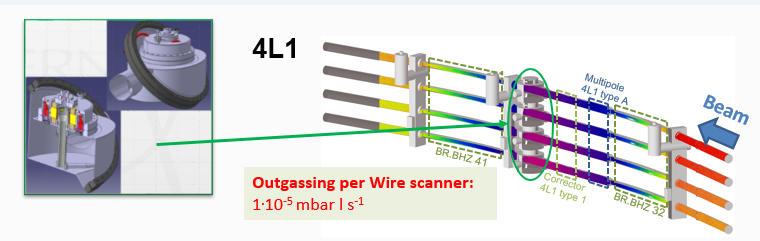 4L1
Multipole
4L1 type A
Beam
BR.BHZ 41
Corrector
4L1 type 1
BR.BHZ 32
Outgassing per Wire scanner:
1·10⁻⁵ mbar l s⁻¹